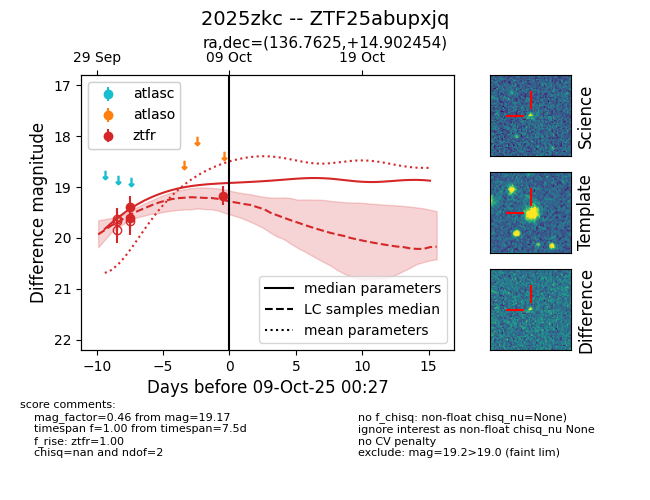 2025zkc -- ZTF25abupxjq
ra,dec=(136.7625,+14.902454)
29 Sep
09 Oct
19 Oct
17
18
19
20
21
22
Difference magnitude
atlasc
atlaso
ztfr
median parameters
LC samples median
mean parameters
−10
−5
0
5
10
15
Days before 09-Oct-25 00:27
Science
Template
Difference
score comments:
mag_factor=0.46 from mag=19.17
timespan f=1.00 from timespan=7.5d
f_rise: ztfr=1.00
chisq=nan and ndof=2
no f_chisq: non-float chisq_nu=None)
ignore interest as non-float chisq_nu None
no CV penalty
exclude: mag=19.2>19.0 (faint lim)